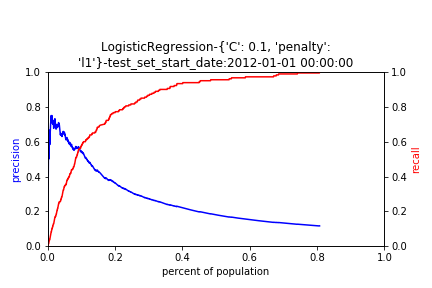 LogisticRegression-{'C': 0.1, 'penalty':
'l1'}-test_set_start_date:2012-01-01 00:00:00
1.0 1.0
0.8 0.8
0.6 0.6
0.4 0.4
0.2 0.2
0.0 0.0
precision
recall
0.0 0.2 0.4 0.6 0.8 1.0
percent of population